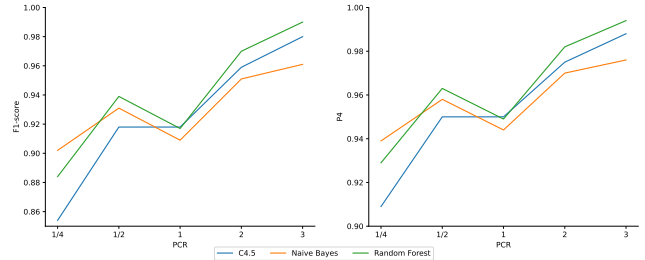 1.00
0.98
0.96
0.94
0.92
0.90
0.88
0.86
F1-score
1/4 1/2 1 2 3
PCR
1.00
0.98
0.96
0.94
0.92
0.90
P4
1/4 1/2 1 2 3
PCR
C4.5 Naive Bayes Random Forest